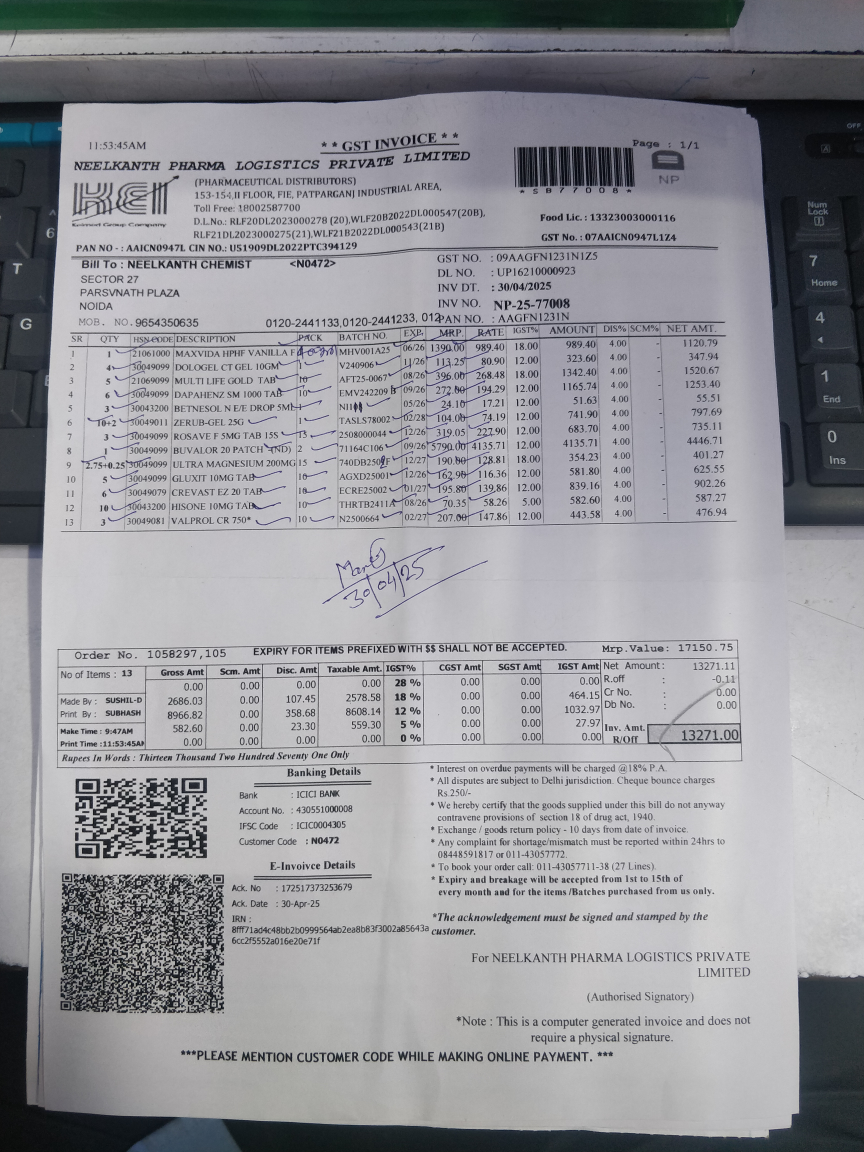 11:53:45AM
* * GST INVOICE * *
Page : 1/1
NEELKANTH PHARMA LOGISTICS PRIVATE LIMITED
KEI
Keimed Group Company
(PHARMACEUTICAL DISTRIBUTORS)
153-154,II FLOOR, FIE, PATPARGANJ INDUSTRIAL AREA,
Toll Free: 18002587700
D.L.No.: RLF20DL2023000278 (20),WLF20B2022DL000547(20B),
RLF21DL2023000275(21),WLF21B2022DL000543(21B)
* S B 7 7 0 0 8 *
NP
Food Lic. : 13323003000116
GST No. : 07AAICN0947L1Z4
PAN NO - : AAICN0947L CIN NO.: US1909DL2022PTC394129
Bill To : NEELKANTH CHEMIST <N0472>
SECTOR 27
PARSVNATH PLAZA
NOIDA
MOB. NO. 9654350635 0120-2441133,0120-2441233, 012
GST NO. : 09AAGFN1231N1Z5
DL NO. : UP16210000923
INV DT. : 30/04/2025
INV NO. NP-25-77008
PAN NO. : AAGFN1231N
SR QTY HSN CODE DESCRIPTION PACK BATCH NO. EXP. MRP. RATE IGST% AMOUNT DIS% SCM% NET AMT.
1 1 21061000 MAXVIDA HPHF VANILLA F MHV001A25 06/26 1390.00 989.40 18.00 989.40 4.00 - 1120.79
2 4 30049099 DOLOGEL CT GEL 10GM 1 V240906 11/26 113.25 80.90 12.00 323.60 4.00 - 347.94
3 5 21069099 MULTI LIFE GOLD TAB 10 AFT25-0067 08/26 396.00 268.48 18.00 1342.40 4.00 - 1520.67
4 6 30049099 DAPAHENZ SM 1000 TAB 10 EMV242209 B 09/26 272.00 194.29 12.00 1165.74 4.00 - 1253.40
5 3 30043200 BETNESOL N E/E DROP 5ML 1 05/26 24.10 17.21 12.00 51.63 4.00 - 55.51
6 10+2 30049011 ZERUB-GEL 25G 1 TASLS78002 02/28 104.00 74.19 12.00 741.90 4.00 - 797.69
7 3 30049099 ROSAVE F 5MG TAB 15S 15 2508000044 12/26 319.05 227.90 12.00 683.70 4.00 - 735.11
8 1 30049099 BUVALOR 20 PATCH (ND) 2 71164C106 09/26 5790.00 4135.71 12.00 4135.71 4.00 - 4446.71
9 2.75+0.25 30049099 ULTRA MAGNESIUM 200MG 15 12/27 190.00 128.81 18.00 354.23 4.00 - 401.27
10 5 30049099 GLUXIT 10MG TAB 10 AGXD25001 12/26 162.90 116.36 12.00 581.80 4.00 - 625.55
11 6 30049079 CREVAST EZ 20 TAB 10 ECRE25002 01/27 195.80 139.86 12.00 839.16 4.00 - 902.26
12 10 30043200 HISONE 10MG TAB 10 THRTB2411A 08/26 70.35 58.26 5.00 582.60 4.00 - 587.27
13 3 30049081 VALPROL CR 750* 10 N2500664 02/27 207.00 147.86 12.00 443.58 4.00 - 476.94
30/04/25
Order No. 1058297,105 EXPIRY FOR ITEMS PREFIXED WITH $$ SHALL NOT BE ACCEPTED. Mrp.Value: 17150.75
No of Items : 13
Made By : SUSHIL-D
Print By : SUBHASH
Make Time : 9:47AM
Print Time :11:53:45AM
Gross Amt Scm. Amt Disc. Amt Taxable Amt. IGST% CGST Amt SGST Amt IGST Amt
0.00 0.00 0.00 0.00 28 % 0.00 0.00 0.00
2686.03 0.00 107.45 2578.58 18 % 0.00 0.00 464.15
8966.82 0.00 358.68 8608.14 12 % 0.00 0.00 1032.97
582.60 0.00 23.30 559.30 5 % 0.00 0.00 27.97
0.00 0.00 0.00 0.00 0 % 0.00 0.00 0.00
Net Amount : 13271.11
R.off : -0.11
Cr No. : 0.00
Db No. : 0.00
Inv. Amt. R/Off 13271.00
Rupees In Words : Thirteen Thousand Two Hundred Seventy One Only
Banking Details
Bank : ICICI BANK
Account No. : 430551000008
IFSC Code : ICIC0004305
Customer Code : N0472
E-Invoivce Details
Ack. No : 172517373253679
Ack. Date : 30-Apr-25
IRN :
8fff71ad4c48bb2b0999564ab2ea8b83f3002a85643a
6cc2f5552a016e20e71f
* Interest on overdue payments will be charged @18% P.A.
* All disputes are subject to Delhi jurisdiction. Cheque bounce charges
Rs.250/-
* We hereby certify that the goods supplied under this bill do not anyway
contravene provisions of section 18 of drug act, 1940.
* Exchange / goods return policy - 10 days from date of invoice.
* Any complaint for shortage/mismatch must be reported within 24hrs to
08448591817 or 011-43057772.
* To book your order call: 011-43057711-38 (27 Lines).
* Expiry and breakage will be accepted from 1st to 15th of
every month and for the items /Batches purchased from us only.
*The acknowledgement must be signed and stamped by the
customer.
For NEELKANTH PHARMA LOGISTICS PRIVATE
LIMITED
(Authorised Signatory)
*Note : This is a computer generated invoice and does not
require a physical signature.
***PLEASE MENTION CUSTOMER CODE WHILE MAKING ONLINE PAYMENT. ***
6
T
G
OFF
A
Num
Lock
7
Home
4
1
End
0
Ins